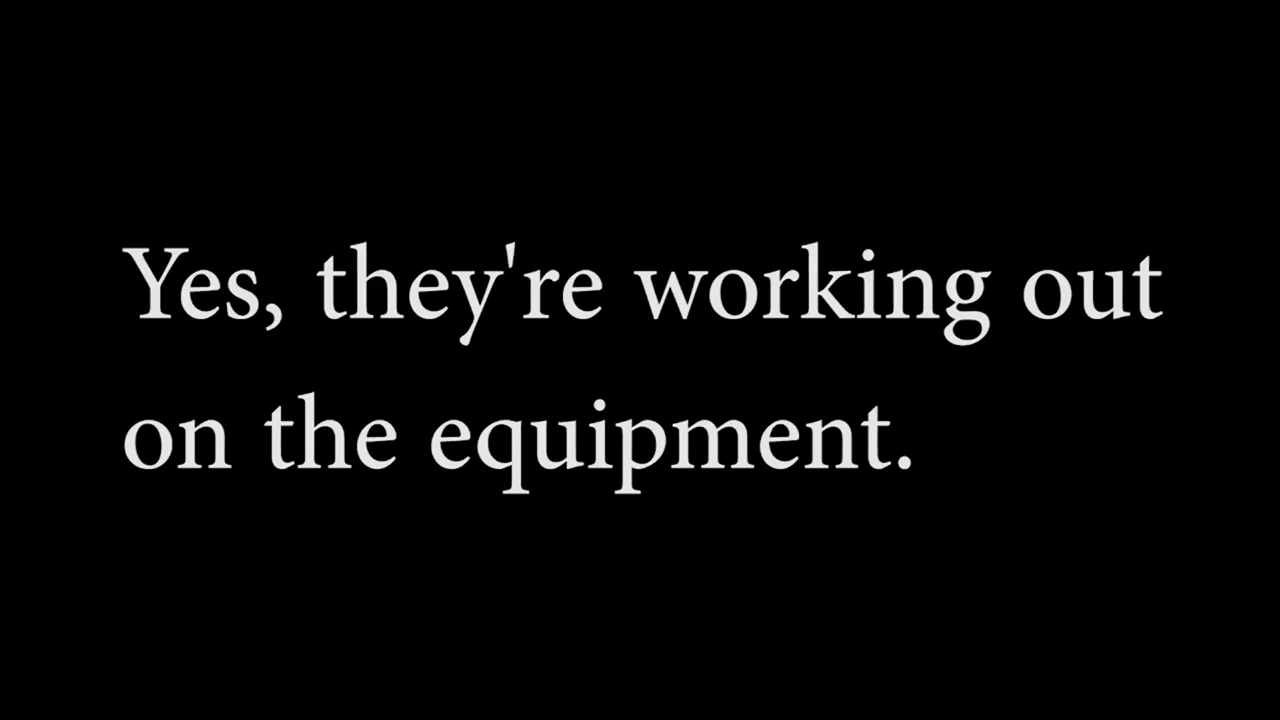 Yes, they're working out
on the equipment.